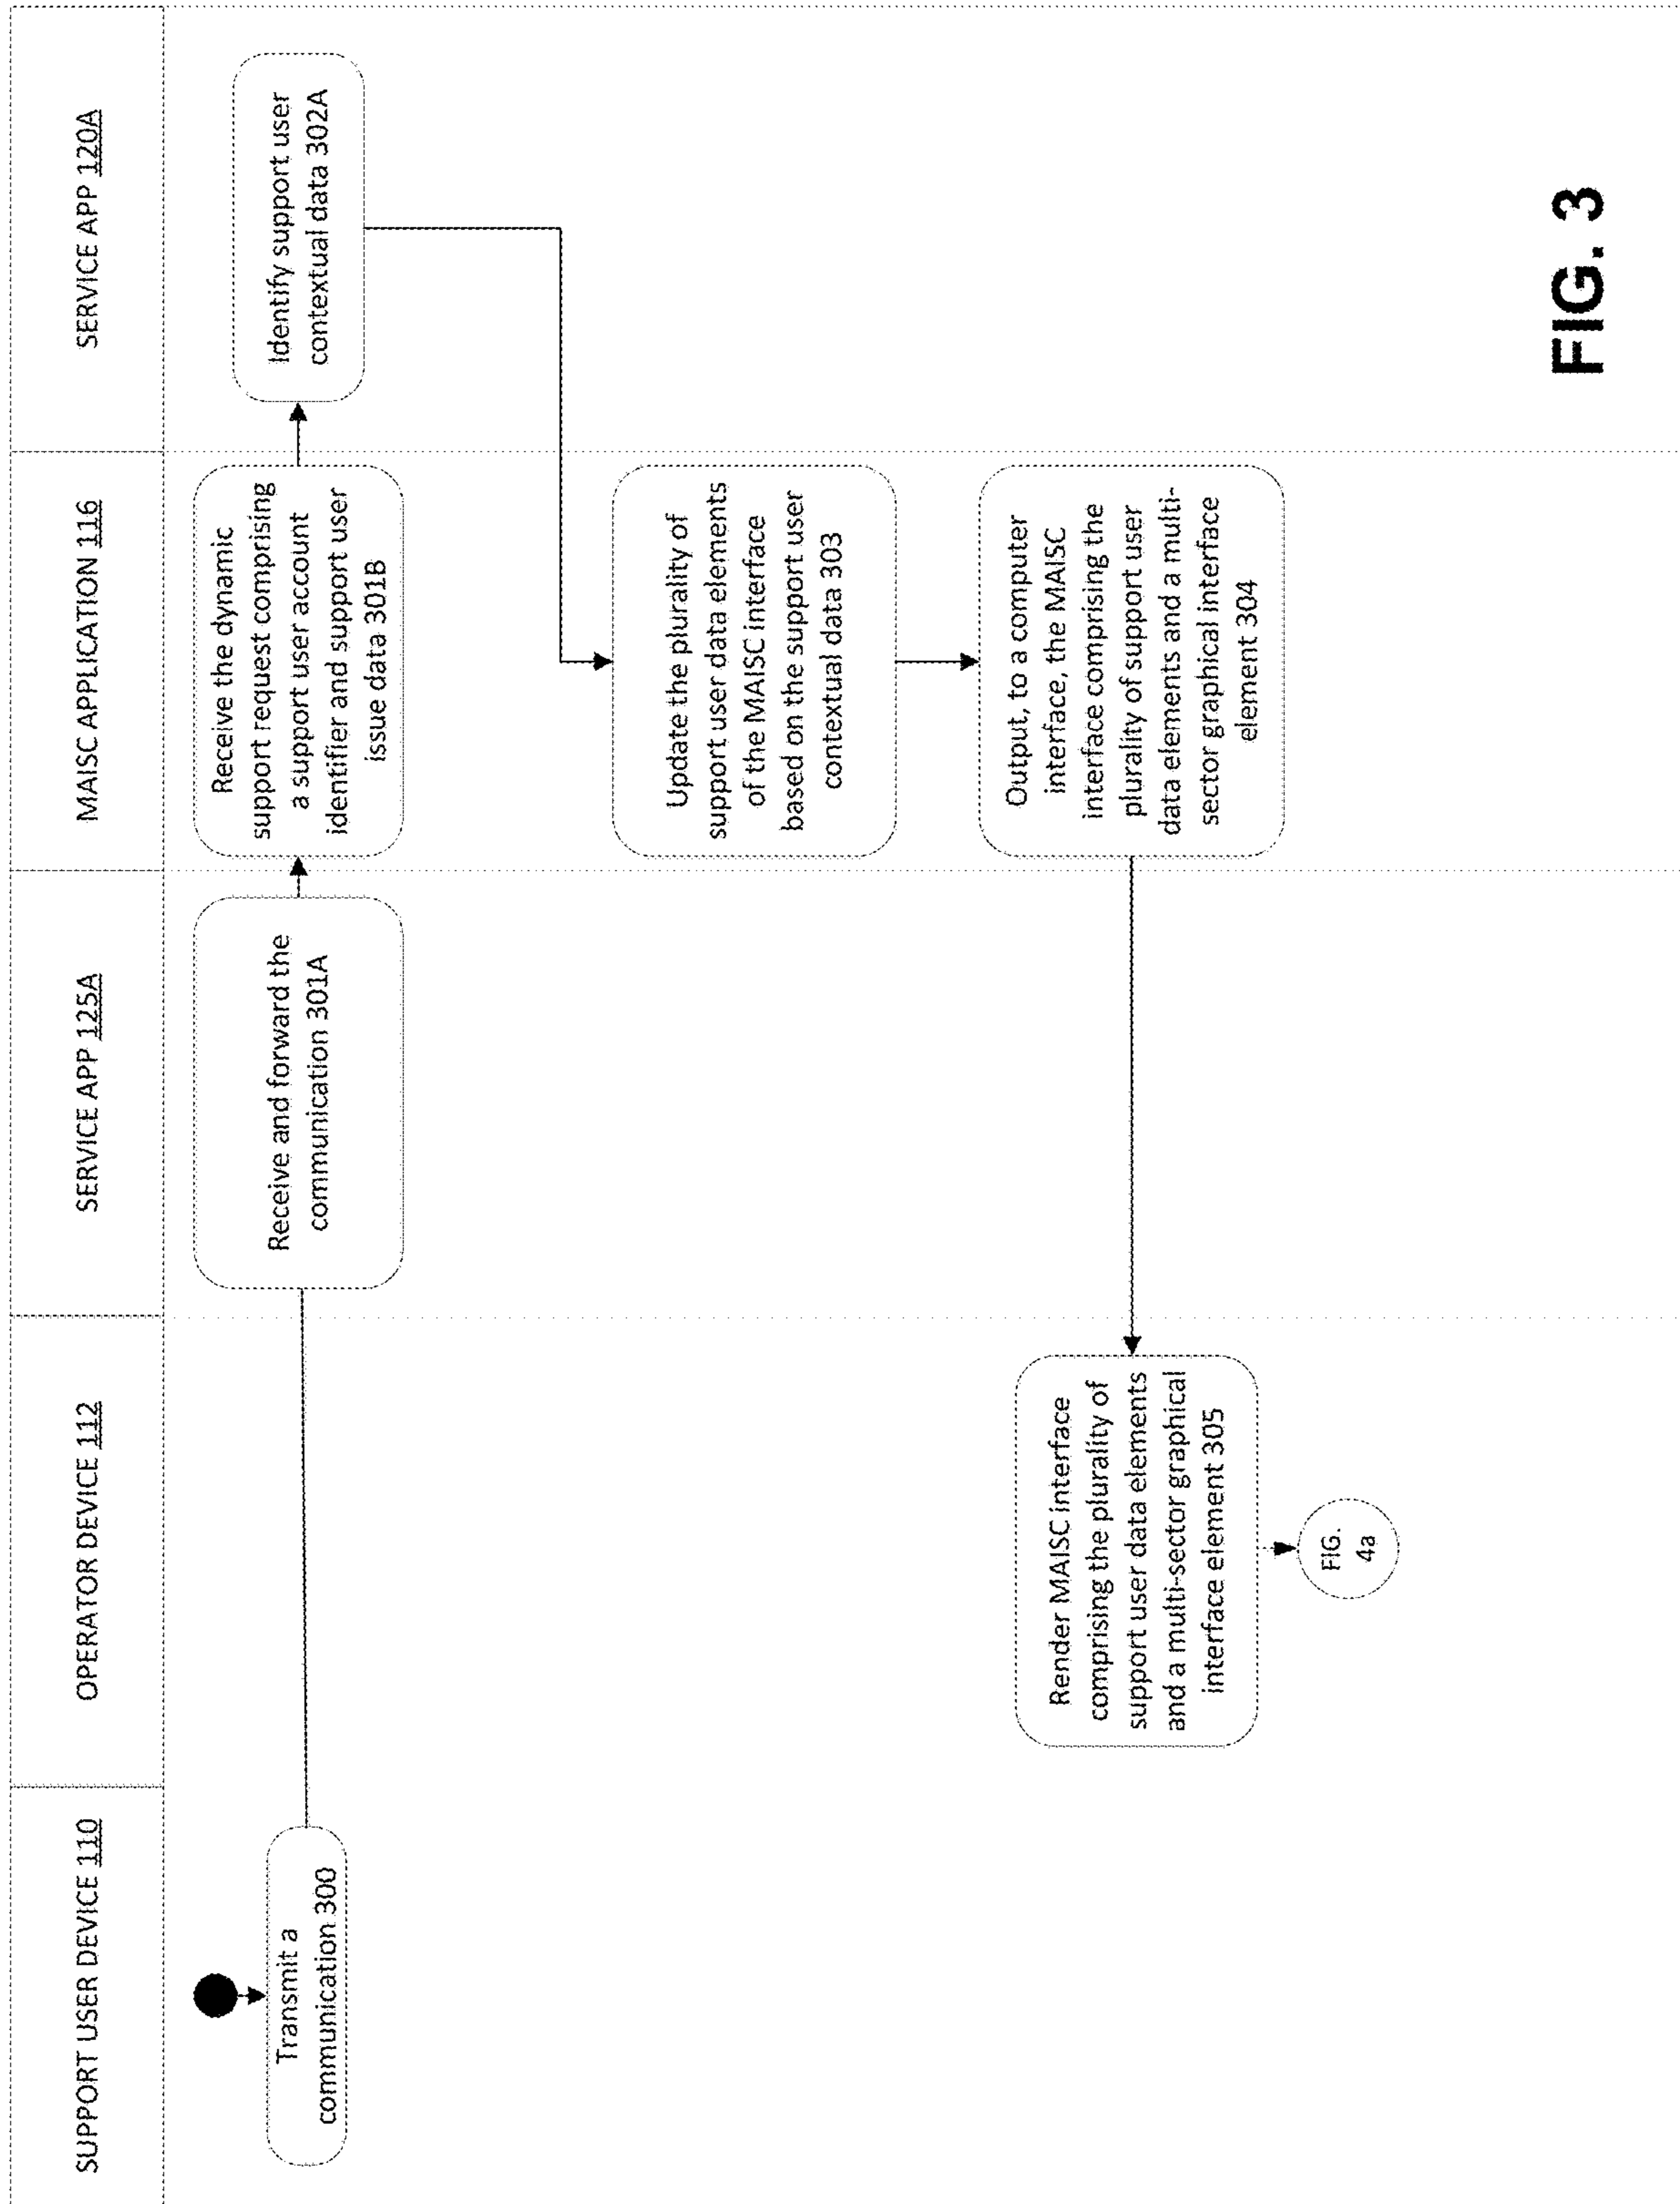 SUPPORT USER DEVICE 110
OPERATOR DEVICE 112
SERVICE APP 125A
MAISC APPLICATION 116
SERVICE APP 120A
Transmit a
communication 300
Receive and forward the
communication 301A
Receive the dynamic
support request comprising
a support user account
identifier and support user
issue data 301B
Identify support user
contextual data 302A
Update the plurality of
support user data elements
of the MAISC interface
based on the support user
contextual data 303
Output, to a computer
interface, the MAISC
interface comprising the
plurality of support user
data elements and a multi-
sector graphical interface
element 304
Render MAISC interface
comprising the plurality of
support user data elements
and a multi-sector graphical
interface element 305
FIG.
4a
FIG. 3